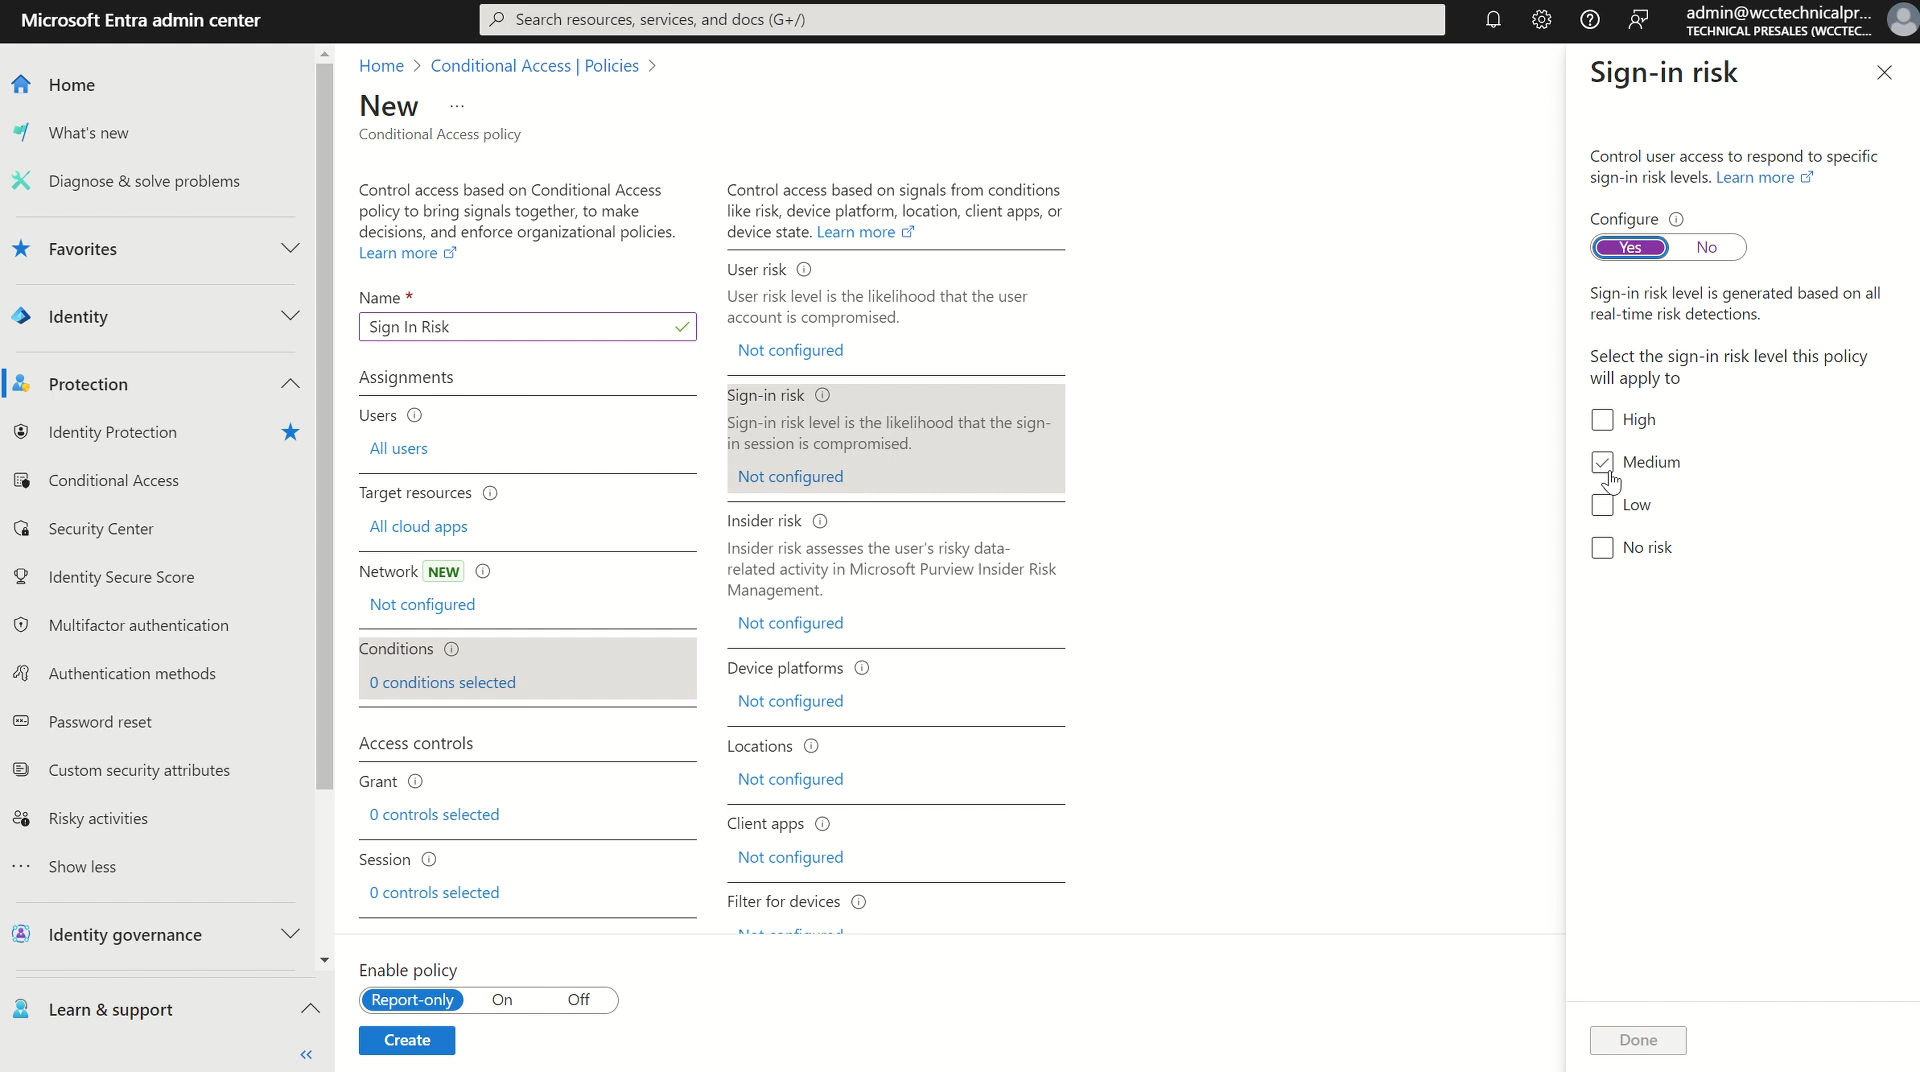 Microsoft Entra admin center
Search resources, services, and docs (G+/)
admin@wcctechnicalpr...
TECHNICAL PRESALES (WCCTEC...
Home
What's new
Diagnose & solve problems
Favorites
Identity
Protection
Identity Protection
Conditional Access
Security Center
Identity Secure Score
Multifactor authentication
Authentication methods
Password reset
Custom security attributes
Risky activities
Show less
Identity governance
Learn & support
Home > Conditional Access | Policies >
New ...
Conditional Access policy
Control access based on Conditional Access
policy to bring signals together, to make
decisions, and enforce organizational policies.
Learn more
Name *
Sign In Risk
Assignments
Users
All users
Target resources
All cloud apps
Network NEW
Not configured
Conditions
0 conditions selected
Access controls
Grant
0 controls selected
Session
0 controls selected
Control access based on signals from conditions
like risk, device platform, location, client apps, or
device state. Learn more
User risk
User risk level is the likelihood that the user
account is compromised.
Not configured
Sign-in risk
Sign-in risk level is the likelihood that the sign-
in session is compromised.
Not configured
Insider risk
Insider risk assesses the user's risky data-
related activity in Microsoft Purview Insider Risk
Management.
Not configured
Device platforms
Not configured
Locations
Not configured
Client apps
Not configured
Filter for devices
Not configured
Enable policy
Report-only On Off
Create
Sign-in risk
Control user access to respond to specific
sign-in risk levels. Learn more
Configure
Yes No
Sign-in risk level is generated based on all
real-time risk detections.
Select the sign-in risk level this policy
will apply to
High
Medium
Low
No risk
Done